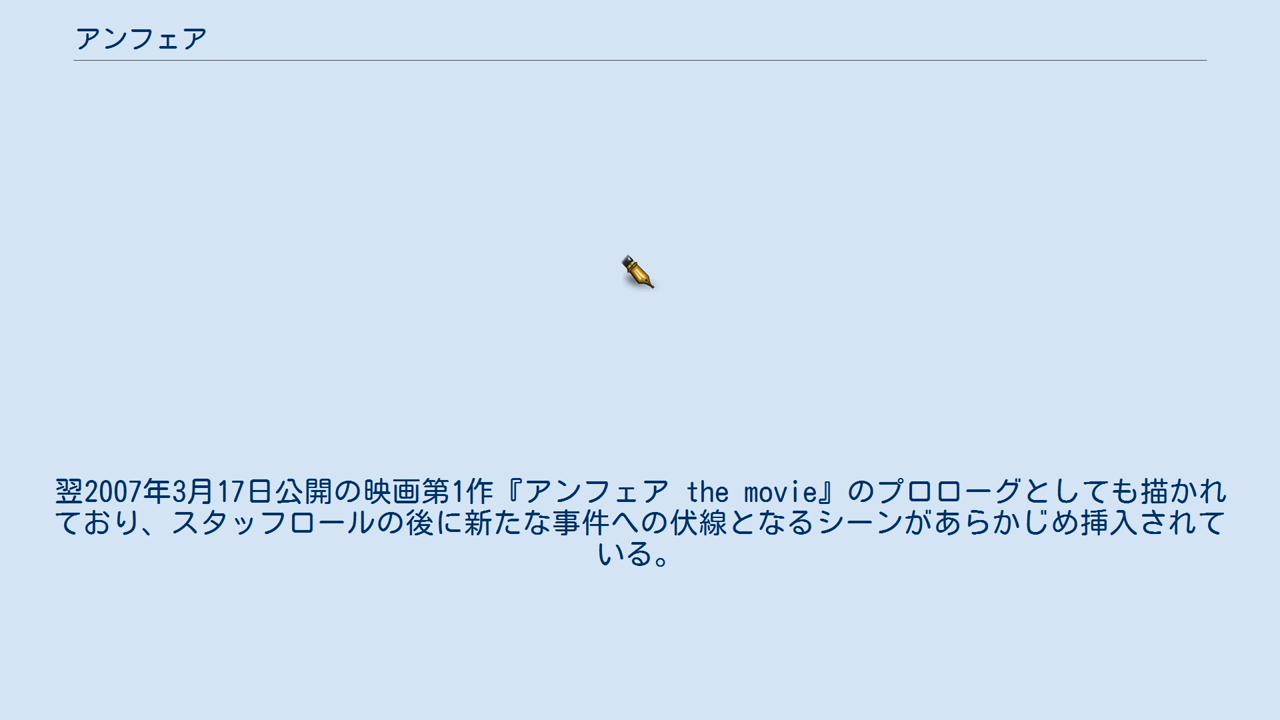 アンフェア
翌2007年3月17日公開の映画第1作『アンフェア the movie』のプロローグとしても描かれ
ており、スタッフロールの後に新たな事件への伏線となるシーンがあらかじめ挿入されて
いる。